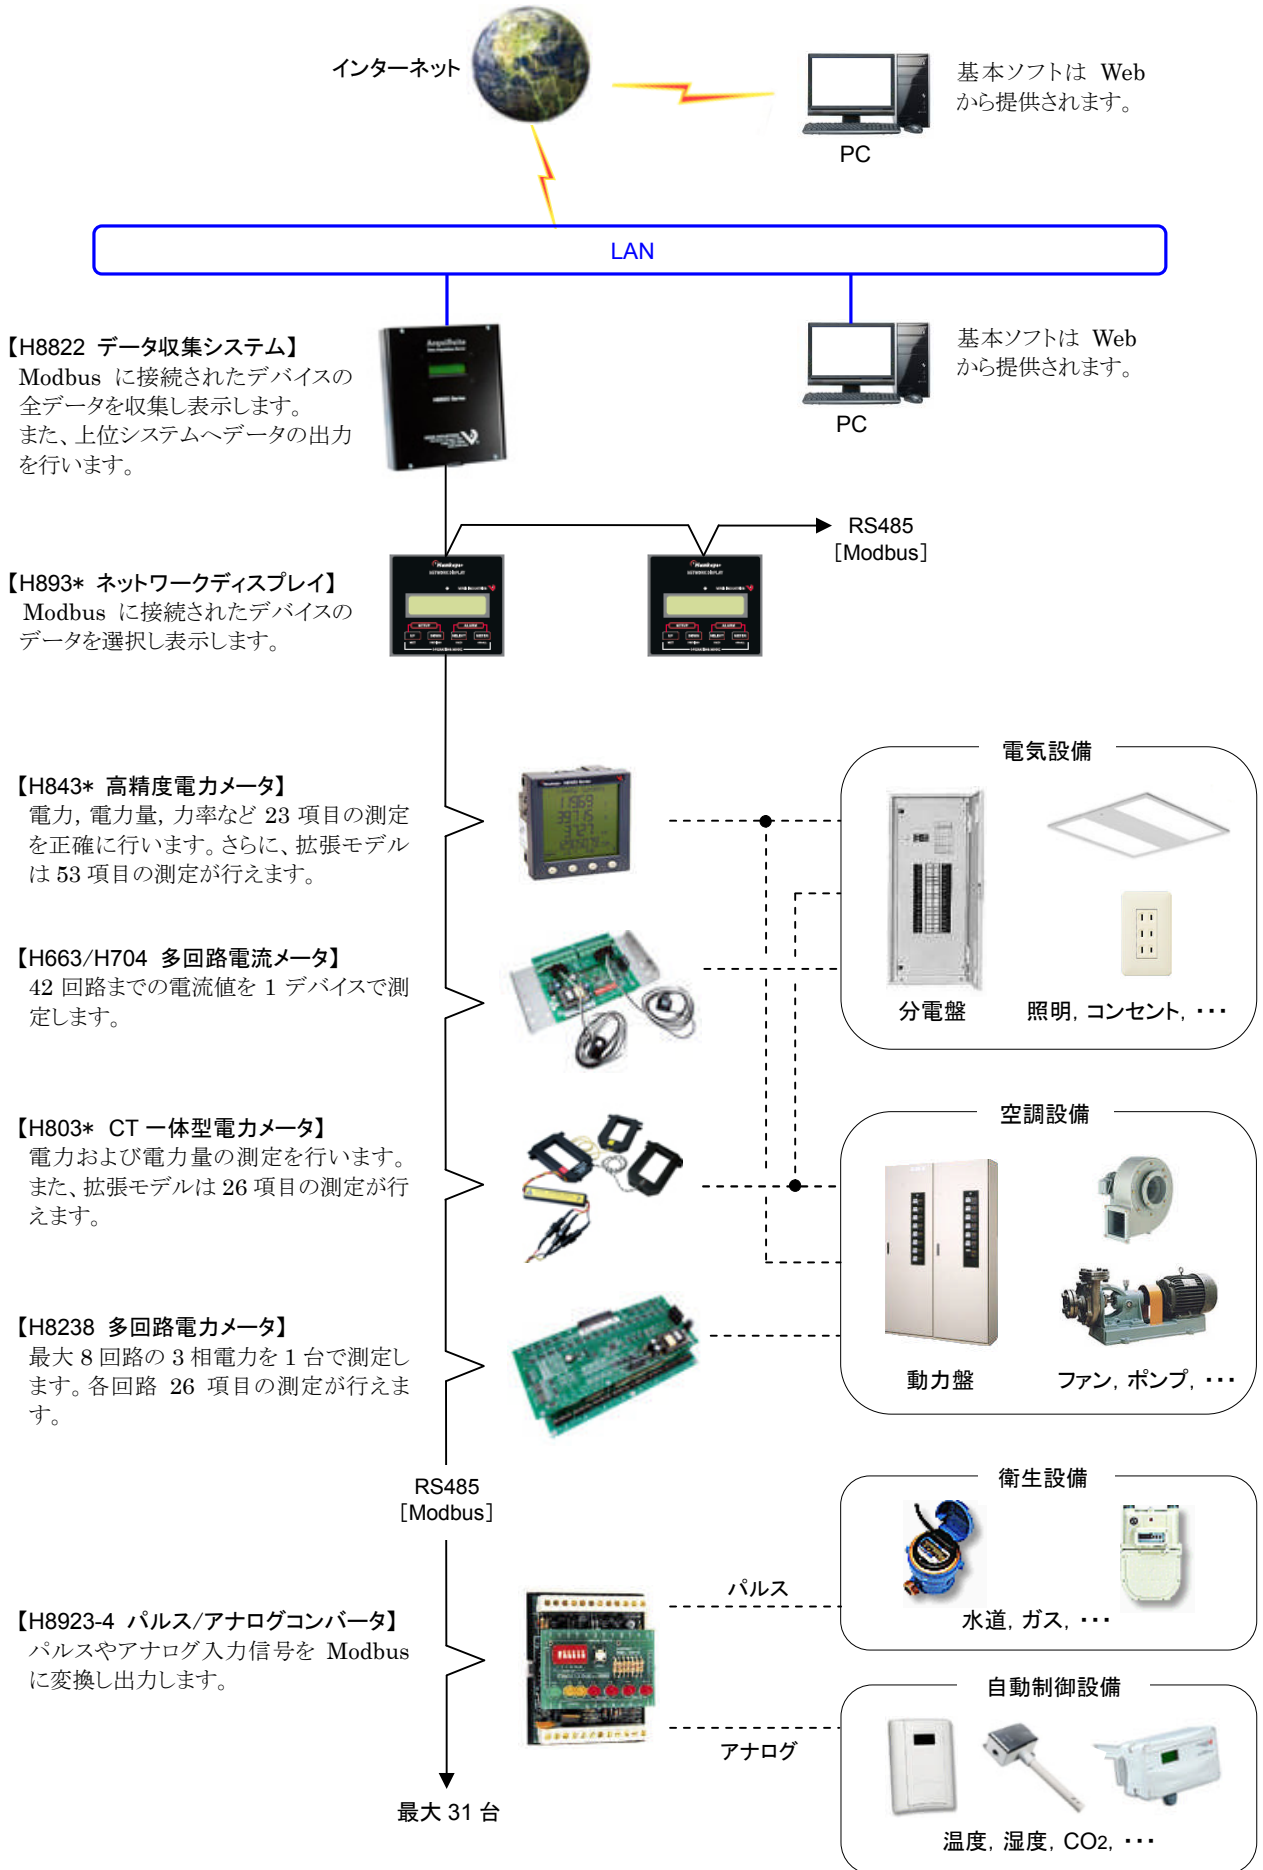 インターネット
基本ソフトは Web
から提供されます。
PC
LAN
【H8822 データ収集システム】
Modbus に接続されたデバイスの
全データを収集し表示します。
また、上位システムへデータの出力
を行います。
基本ソフトは Web
から提供されます。
PC
RS485
[Modbus]
【H893* ネットワークディスプレイ】
Modbus に接続されたデバイスの
データを選択し表示します。
【H843* 高精度電力メータ】
電力, 電力量, 力率など 23 項目の測定
を正確に行います。さらに、拡張モデル
は 53 項目の測定が行えます。
電気設備
分電盤
照明, コンセント, ・・・
【H663/H704 多回路電流メータ】
42 回路までの電流値を 1 デバイスで測
定します。
【H803* CT 一体型電力メータ】
電力および電力量の測定を行います。
また、拡張モデルは 26 項目の測定が行
えます。
空調設備
動力盤
ファン, ポンプ, ・・・
【H8238 多回路電力メータ】
最大 8 回路の 3 相電力を 1 台で測定し
ます。各回路 26 項目の測定が行えま
す。
RS485
[Modbus]
衛生設備
水道, ガス, ・・・
パルス
【H8923-4 パルス/アナログコンバータ】
パルスやアナログ入力信号を Modbus
に変換し出力します。
アナログ
自動制御設備
温度, 湿度, CO2, ・・・
最大 31 台